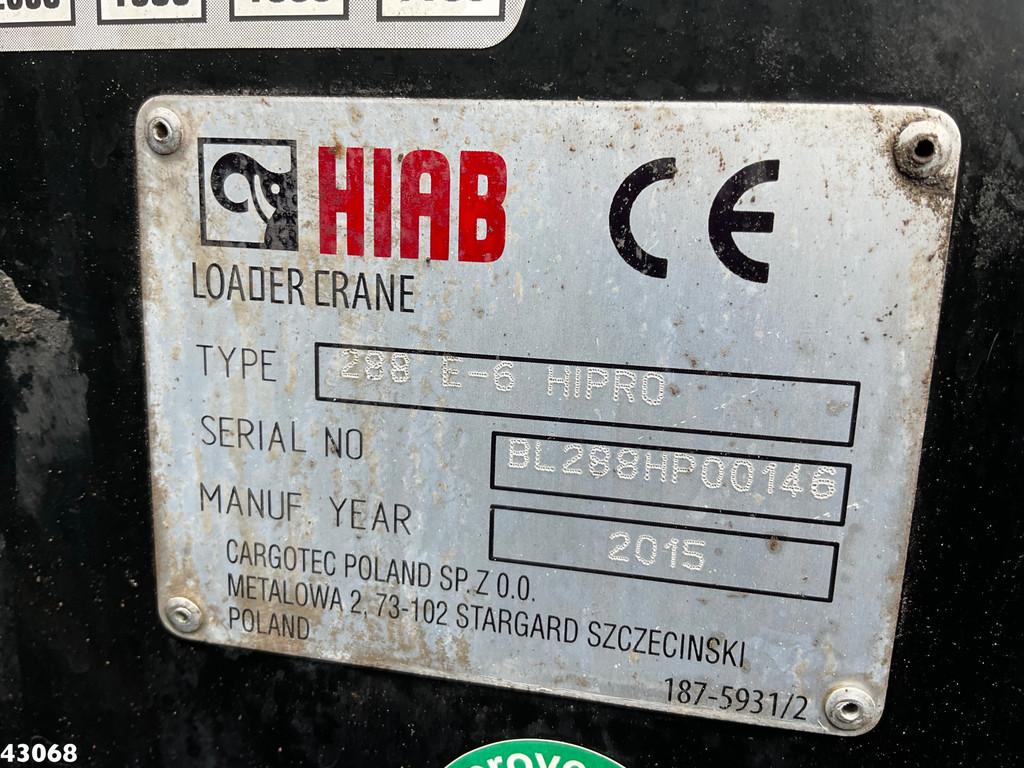 HIAB
CE
LOADER CRANE
TYPE 288 E-6 HIPRO
SERIAL NO BL288HP00146
MANUF. YEAR 2015
CARGOTEC POLAND SP. Z O.O.
METALOWA 2, 73-102 STARGARD SZCZECINSKI
POLAND
187-5931/2
43068